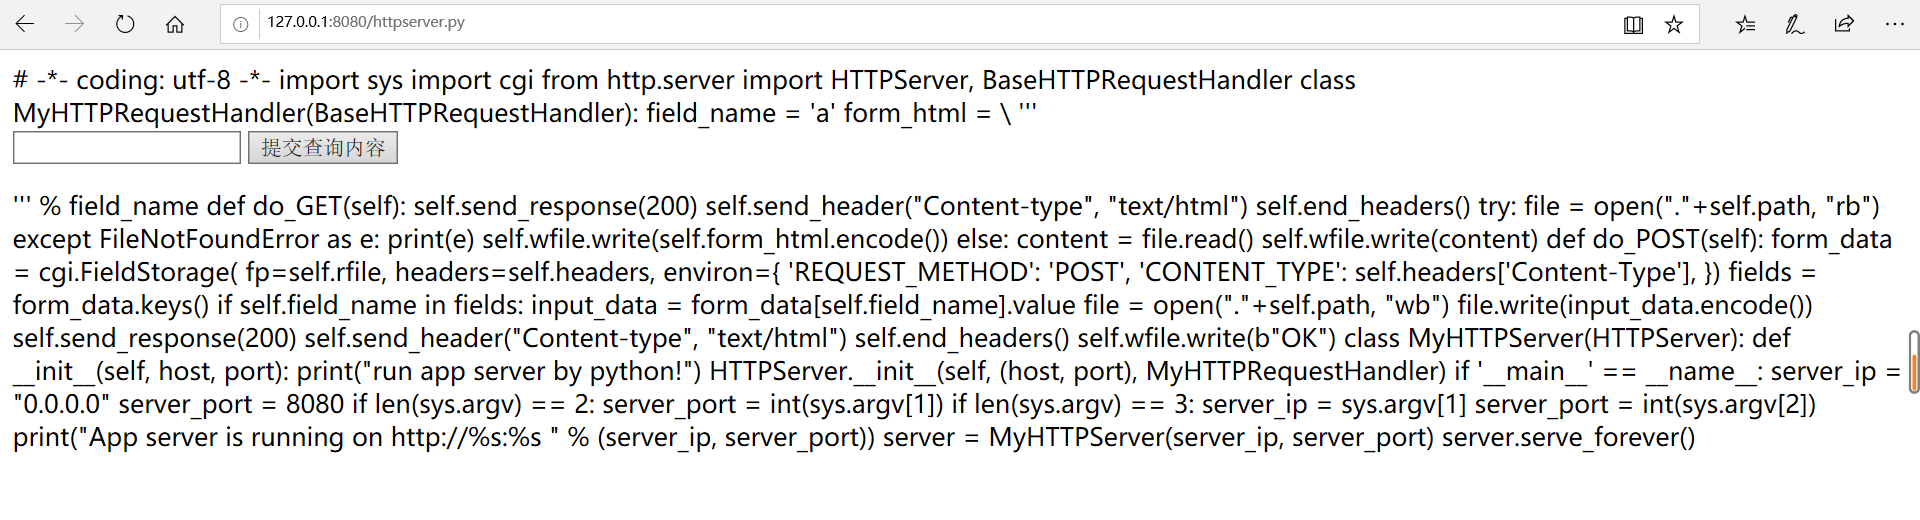 127.0.0.1:8080/httpserver.py
# -*- coding: utf-8 -*- import sys import cgi from http.server import HTTPServer, BaseHTTPRequestHandler class
MyHTTPRequestHandler(BaseHTTPRequestHandler): field_name = 'a' form_html = \ '''
提交查询内容
''' % field_name def do_GET(self): self.send_response(200) self.send_header("Content-type", "text/html") self.end_headers() try: file = open("."+self.path, "rb")
except FileNotFoundError as e: print(e) self.wfile.write(self.form_html.encode()) else: content = file.read() self.wfile.write(content) def do_POST(self): form_data
= cgi.FieldStorage( fp=self.rfile, headers=self.headers, environ={ 'REQUEST_METHOD': 'POST', 'CONTENT_TYPE': self.headers['Content-Type'], }) fields =
form_data.keys() if self.field_name in fields: input_data = form_data[self.field_name].value file = open("."+self.path, "wb") file.write(input_data.encode())
self.send_response(200) self.send_header("Content-type", "text/html") self.end_headers() self.wfile.write(b"OK") class MyHTTPServer(HTTPServer): def
__init__(self, host, port): print("run app server by python!") HTTPServer.__init__(self, (host, port), MyHTTPRequestHandler) if '__main__' == __name__: server_ip =
"0.0.0.0" server_port = 8080 if len(sys.argv) == 2: server_port = int(sys.argv[1]) if len(sys.argv) == 3: server_ip = sys.argv[1] server_port = int(sys.argv[2])
print("App server is running on http://%s:%s " % (server_ip, server_port)) server = MyHTTPServer(server_ip, server_port) server.serve_forever()